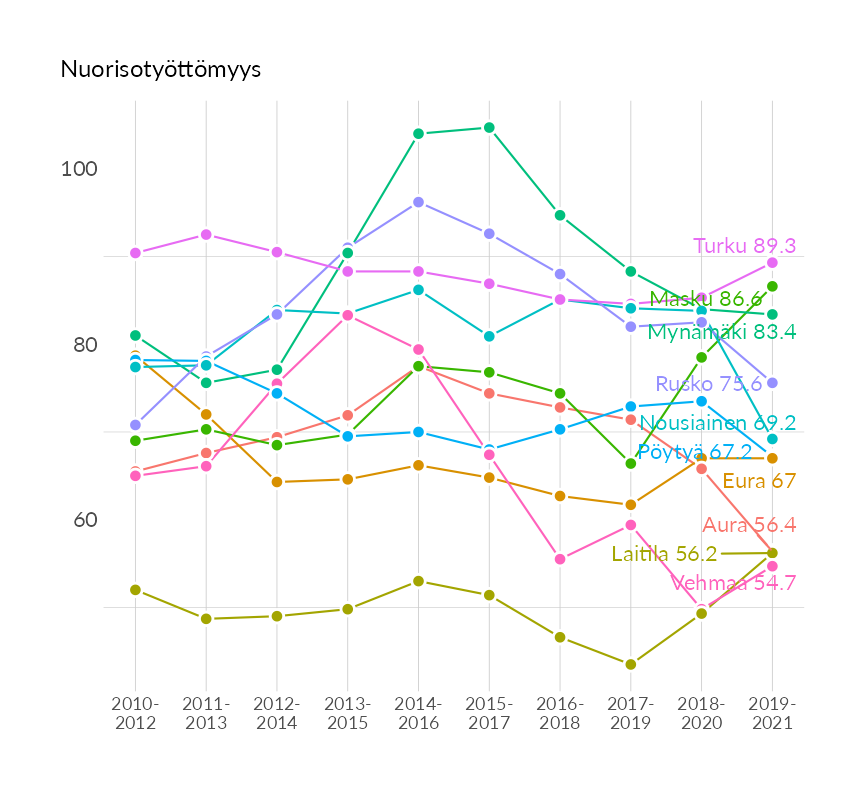 Nuorisotyöttömyys
100
80
60
Turku 89.3
Masku 86.6
Mynämäki 83.4
Rusko 75.6
Nousiainen 69.2
Pöytyä 67.2
Eura 67
Aura 56.4
Laitila 56.2
Vehmaa 54.7
2010- 2011- 2012- 2013- 2014- 2015- 2016- 2017- 2018- 2019-
2012 2013 2014 2015 2016 2017 2018 2019 2020 2021